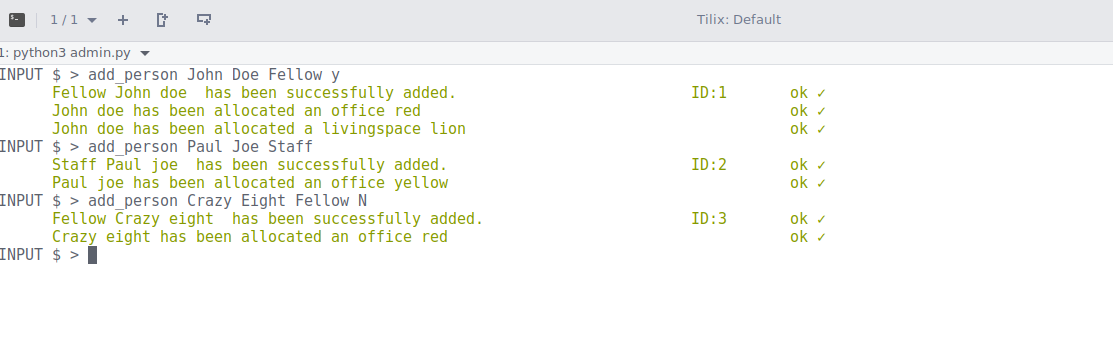 1 / 1
Tilix: Default
1: python3 admin.py
INPUT $ > add_person John Doe Fellow y
Fellow John doe  has been successfully added. ID:1 ok ✓
John doe has been allocated an office red ok ✓
John doe has been allocated a livingspace lion ok ✓
INPUT $ > add_person Paul Joe Staff
Staff Paul joe  has been successfully added. ID:2 ok ✓
Paul joe has been allocated an office yellow ok ✓
INPUT $ > add_person Crazy Eight Fellow N
Fellow Crazy eight  has been successfully added. ID:3 ok ✓
Crazy eight has been allocated an office red ok ✓
INPUT $ >